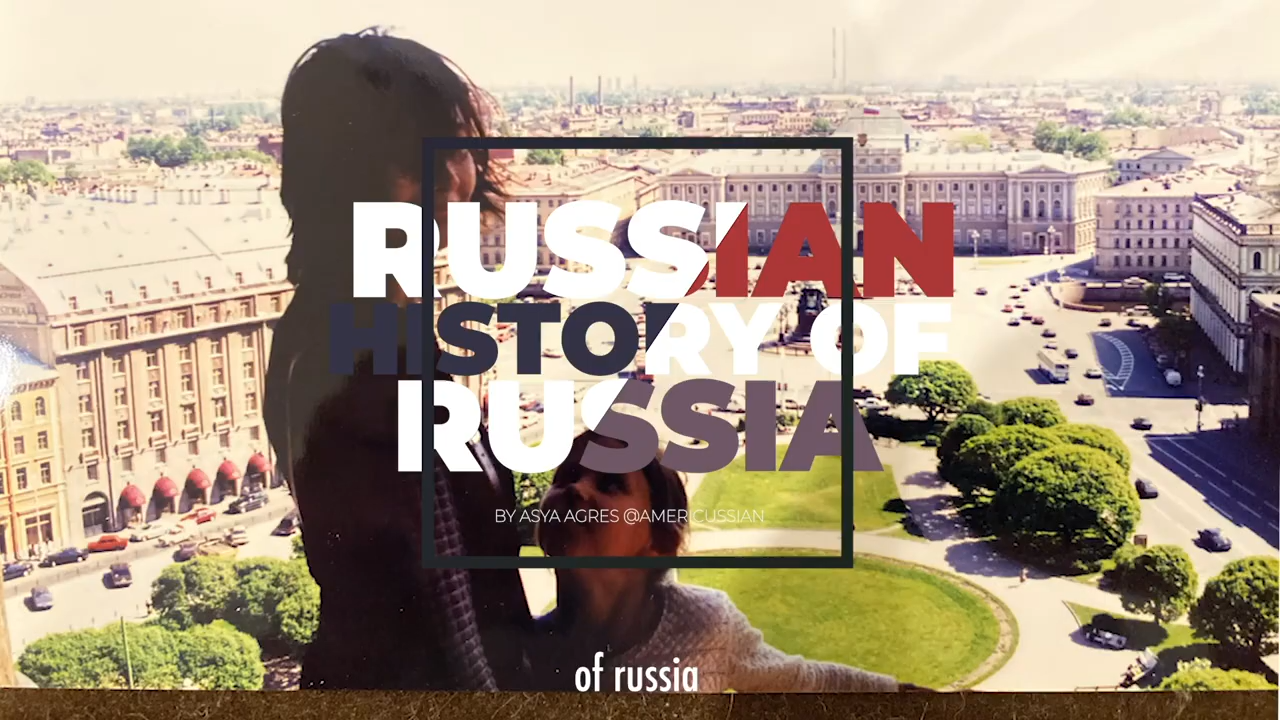 RUSSIAN
HISTORY OF
RUSSIA
BY ASYA AGRES @AMERICUSSIAN
of russia